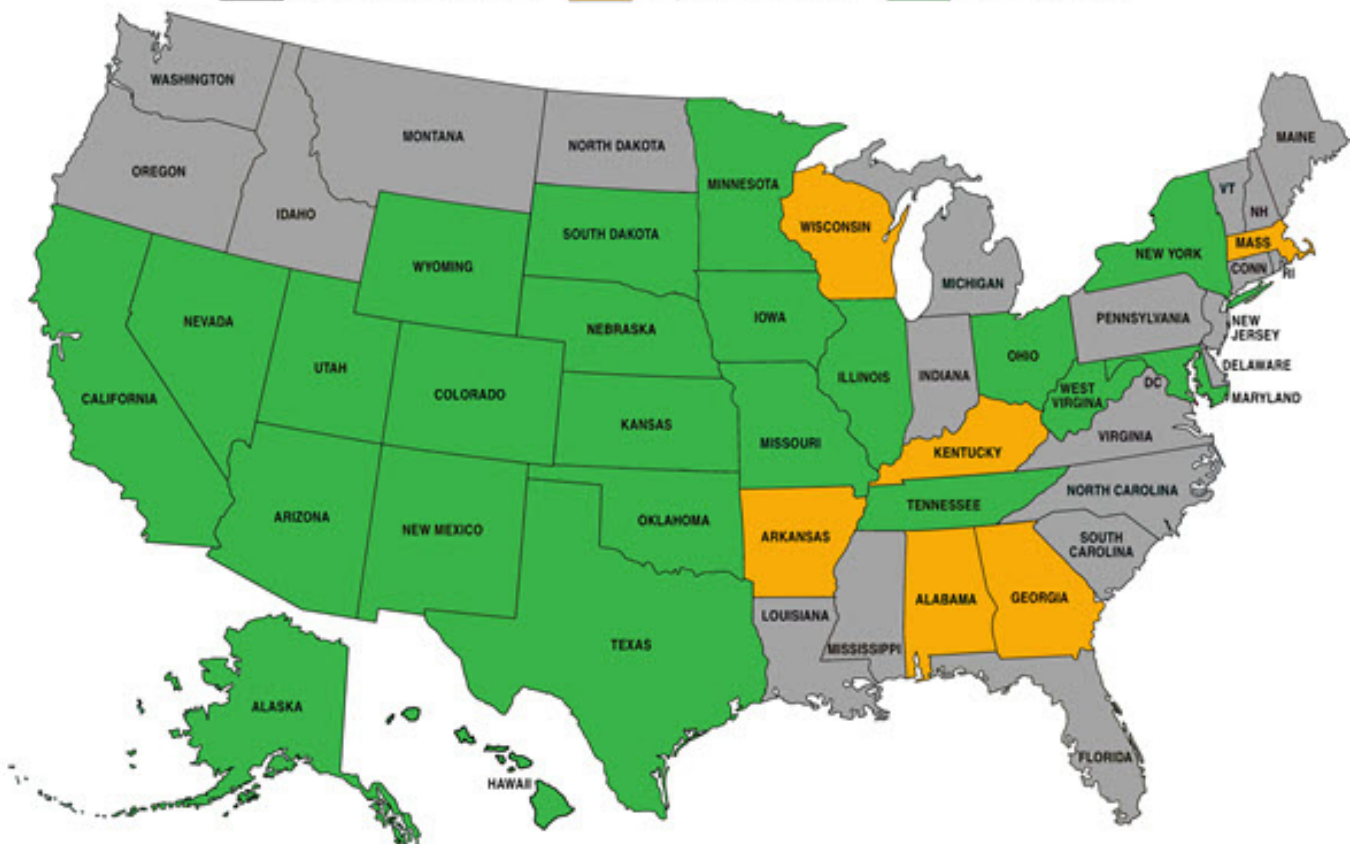 WASHINGTON
MONTANA
NORTH DAKOTA
MAINE
OREGON
MINNESOTA
VT
IDAHO
NH
WISCONSIN
SOUTH DAKOTA
MASS
NEW YORK
WYOMING
CONN
RI
MICHIGAN
NEVADA
NEBRASKA
IOWA
PENNSYLVANIA
NEW
JERSEY
OHIO
UTAH
ILLINOIS
INDIANA
DELAWARE
DC
COLORADO
WEST
VIRGINA
CALIFORNIA
MARYLAND
KANSAS
MISSOURI
VIRGINIA
KENTUCKY
NORTH CAROLINA
TENNESSEE
ARIZONA
NEW MEXICO
OKLAHOMA
ARKANSAS
SOUTH
CAROLINA
ALABAMA
GEORGIA
LOUISIANA
TEXAS
MISSISSIPPI
ALASKA
FLORIDA
HAWAII